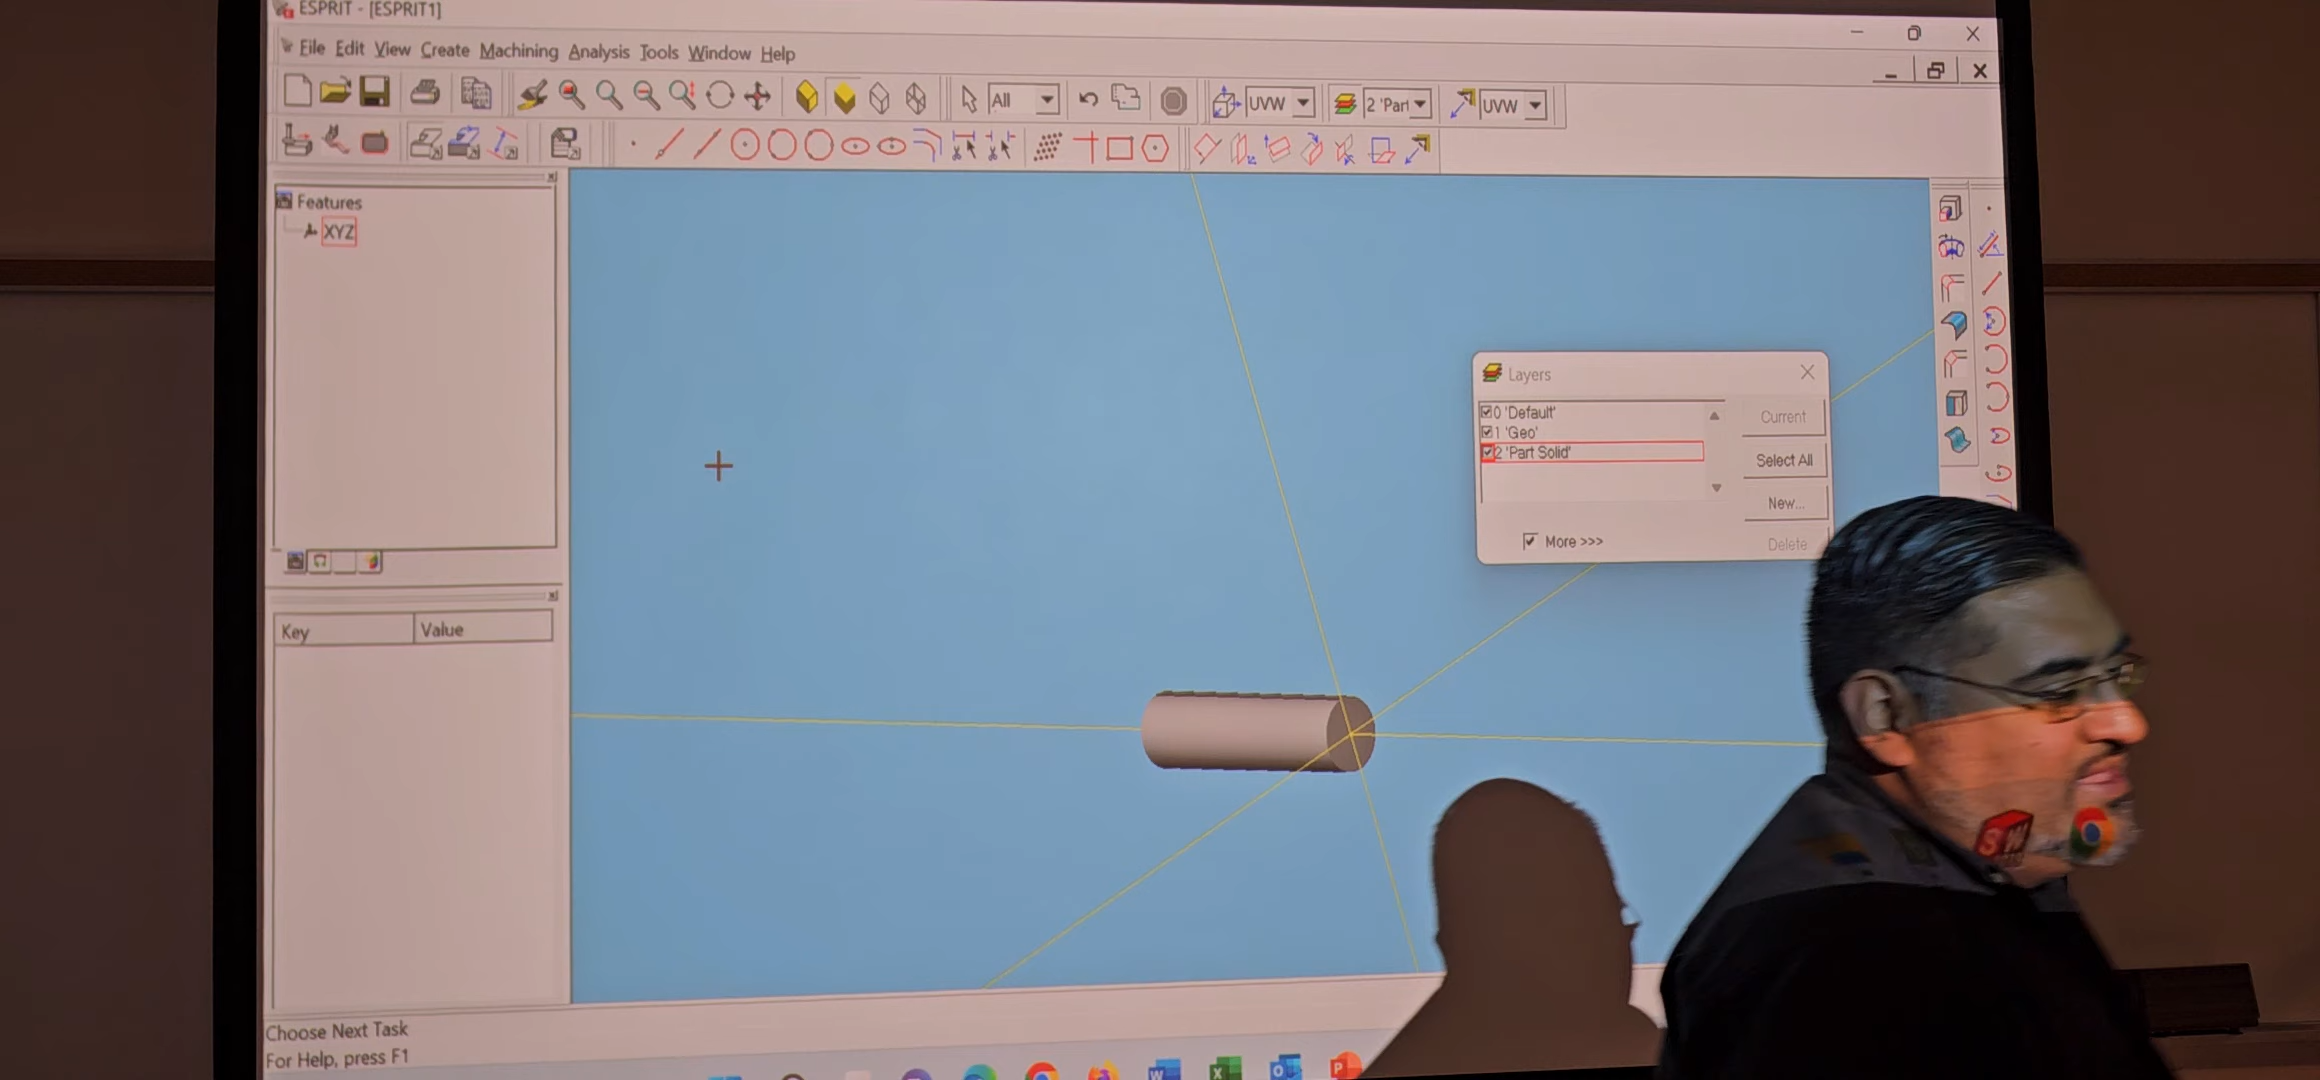 ESPRIT - [ESPRIT1]
File Edit View Create Machining Analysis Tools Window Help
All
UVW
2 'Part
UVW
Features
XYZ
Layers
0 'Default'
1 'Geo'
2 'Part Solid'
Current
Select All
New...
Delete
More >>>
Key Value
Choose Next Task
For Help, press F1
W
X
O
P
S W